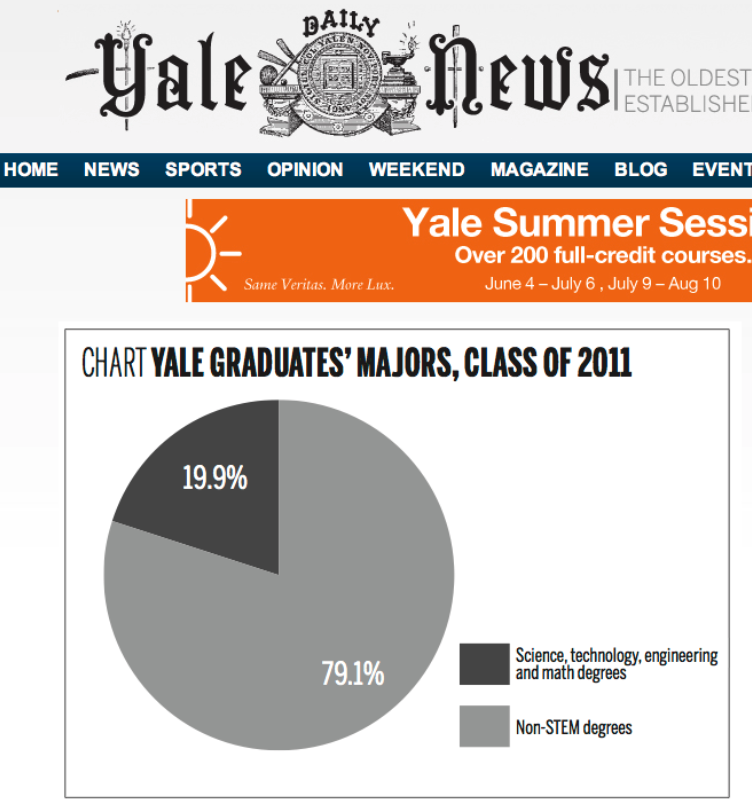 Yale DAILY News
THE OLDEST
ESTABLISHE
HOME NEWS SPORTS OPINION WEEKEND MAGAZINE BLOG EVENT
Yale Summer Sessi
Over 200 full-credit courses.
Same Veritas. More Lux.
June 4 – July 6 , July 9 – Aug 10
CHART YALE GRADUATES' MAJORS, CLASS OF 2011
19.9%
79.1%
Science, technology, engineering
and math degrees
Non-STEM degrees